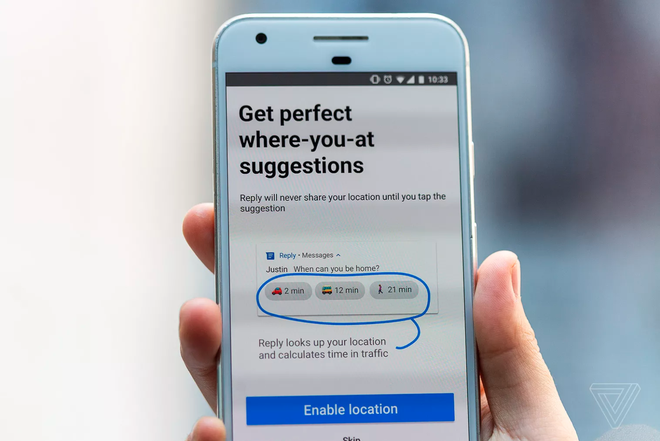 10:33
Get perfect
where-you-at
suggestions
Reply will never share your location until you tap the
suggestion
Reply • Messages
Justin When can you be home?
2 min 12 min 21 min
Reply looks up your location
and calculates time in traffic
Enable location
Skip